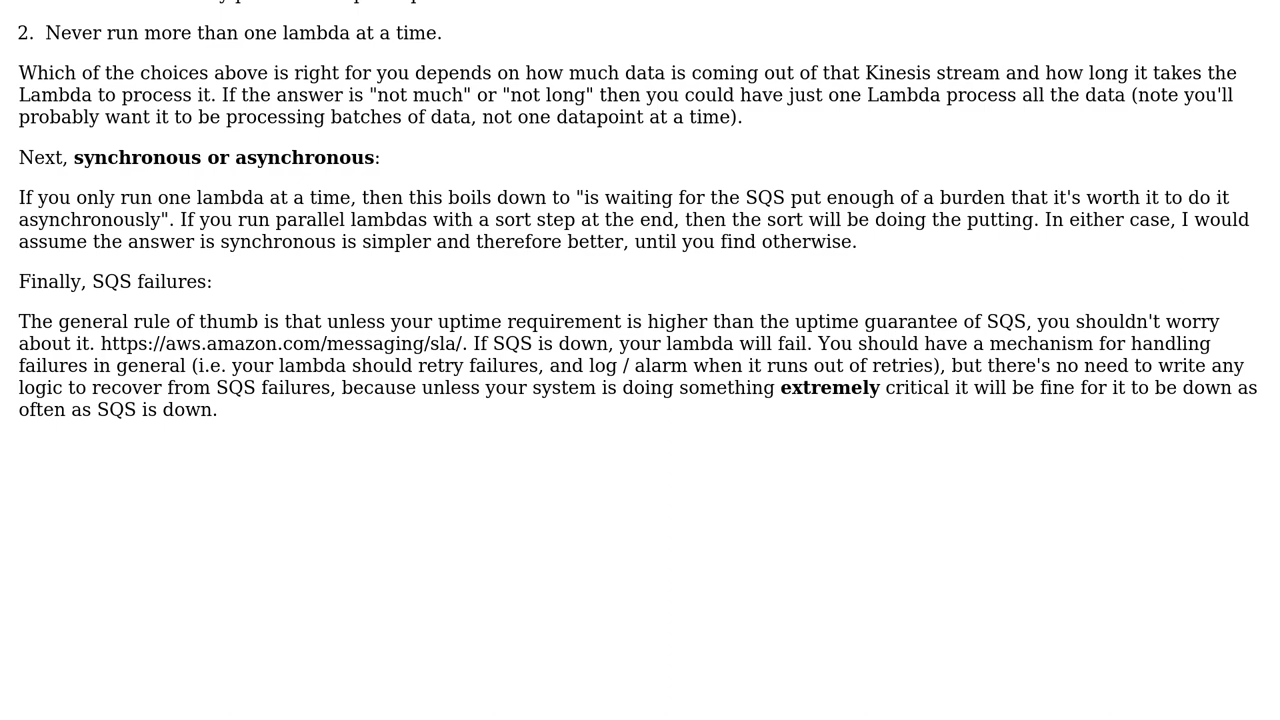 2. Never run more than one lambda at a time.
Which of the choices above is right for you depends on how much data is coming out of that Kinesis stream and how long it takes the
Lambda to process it. If the answer is "not much" or "not long" then you could have just one Lambda process all the data (note you'll
probably want it to be processing batches of data, not one datapoint at a time).
Next, synchronous or asynchronous:
If you only run one lambda at a time, then this boils down to "is waiting for the SQS put enough of a burden that it's worth it to do it
asynchronously". If you run parallel lambdas with a sort step at the end, then the sort will be doing the putting. In either case, I would
assume the answer is synchronous is simpler and therefore better, until you find otherwise.
Finally, SQS failures:
The general rule of thumb is that unless your uptime requirement is higher than the uptime guarantee of SQS, you shouldn't worry
about it. https://aws.amazon.com/messaging/sla/. If SQS is down, your lambda will fail. You should have a mechanism for handling
failures in general (i.e. your lambda should retry failures, and log / alarm when it runs out of retries), but there's no need to write any
logic to recover from SQS failures, because unless your system is doing something extremely critical it will be fine for it to be down as
often as SQS is down.